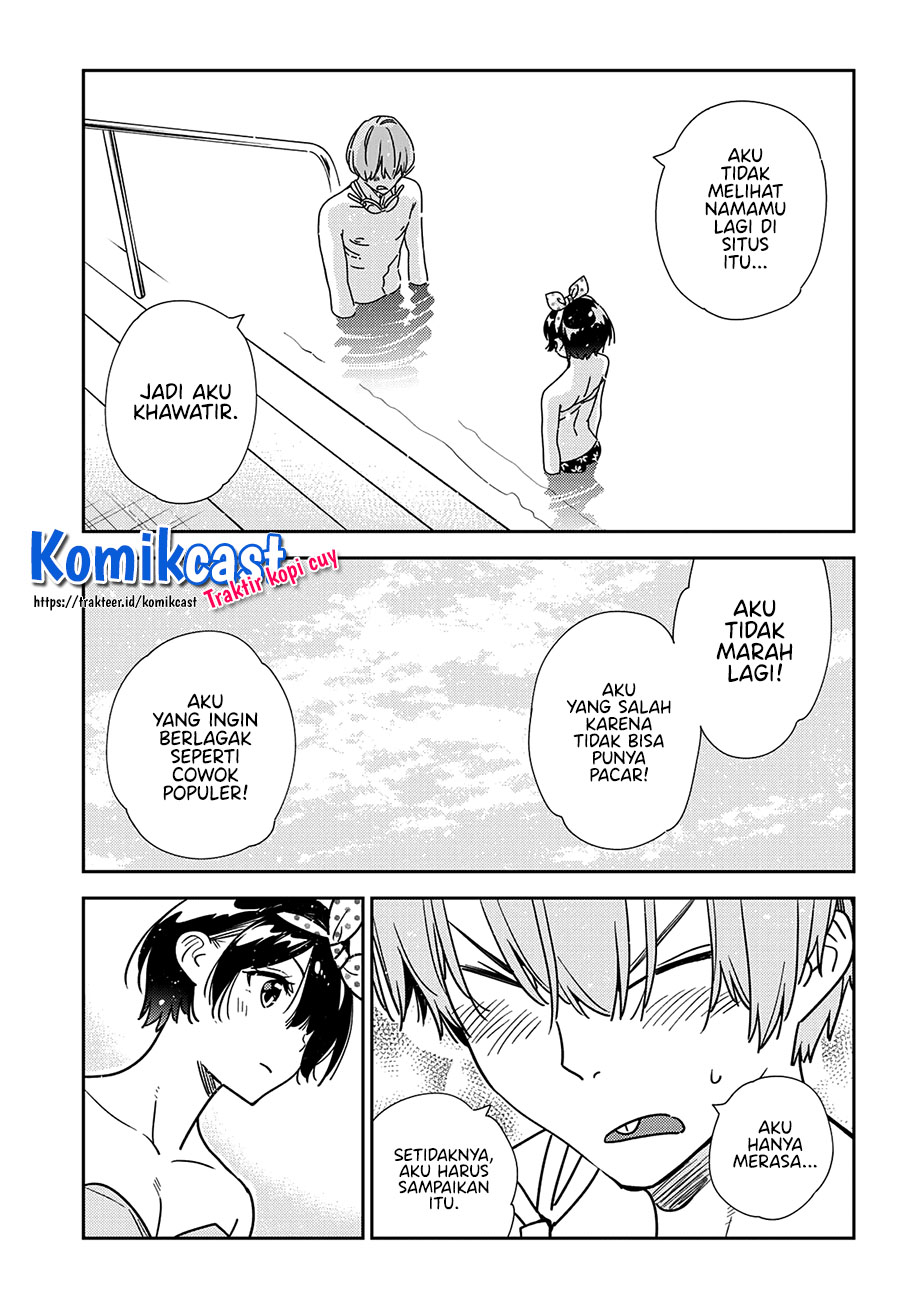 AKU
TIDAK
MELIHAT
NAMAMU
LAGI DI
SITUS
ITU...
JADI AKU
KHAWATIR.
Komikcast
Traktir kopi cuy
https://trakteer.id/komikcast
AKU
TIDAK
MARAH
LAGI!
AKU
YANG SALAH
KARENA
TIDAK BISA
PUNYA
PACAR!
AKU
YANG INGIN
BERLAGAK
SEPERTI
COWOK
POPULER!
AKU
HANYA
MERASA...
SETIDAKNYA,
AKU HARUS
SAMPAIKAN
ITU.